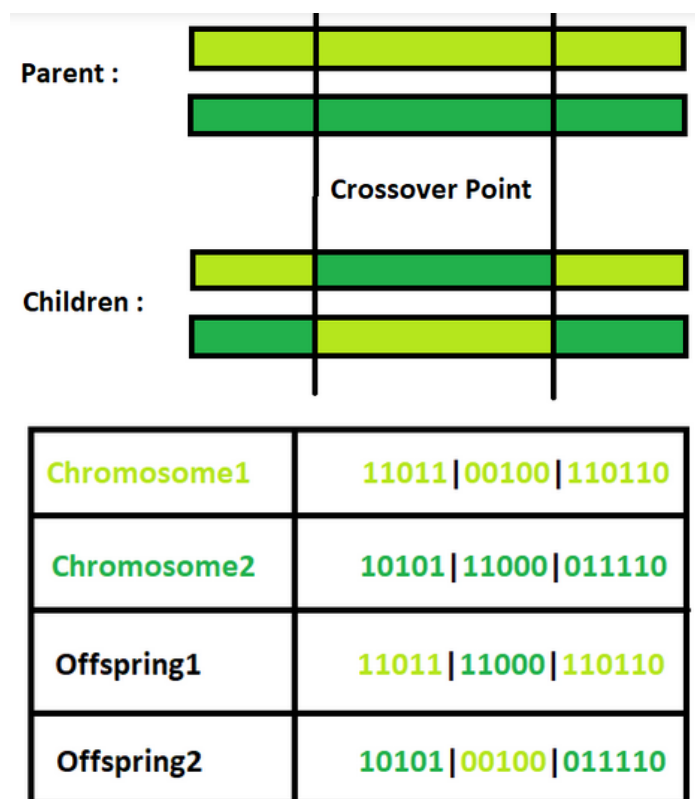 Parent :
Crossover Point
Children :
Chromosome1 11011|00100|110110
Chromosome2 10101|11000|011110
Offspring1 11011|11000|110110
Offspring2 10101|00100|011110